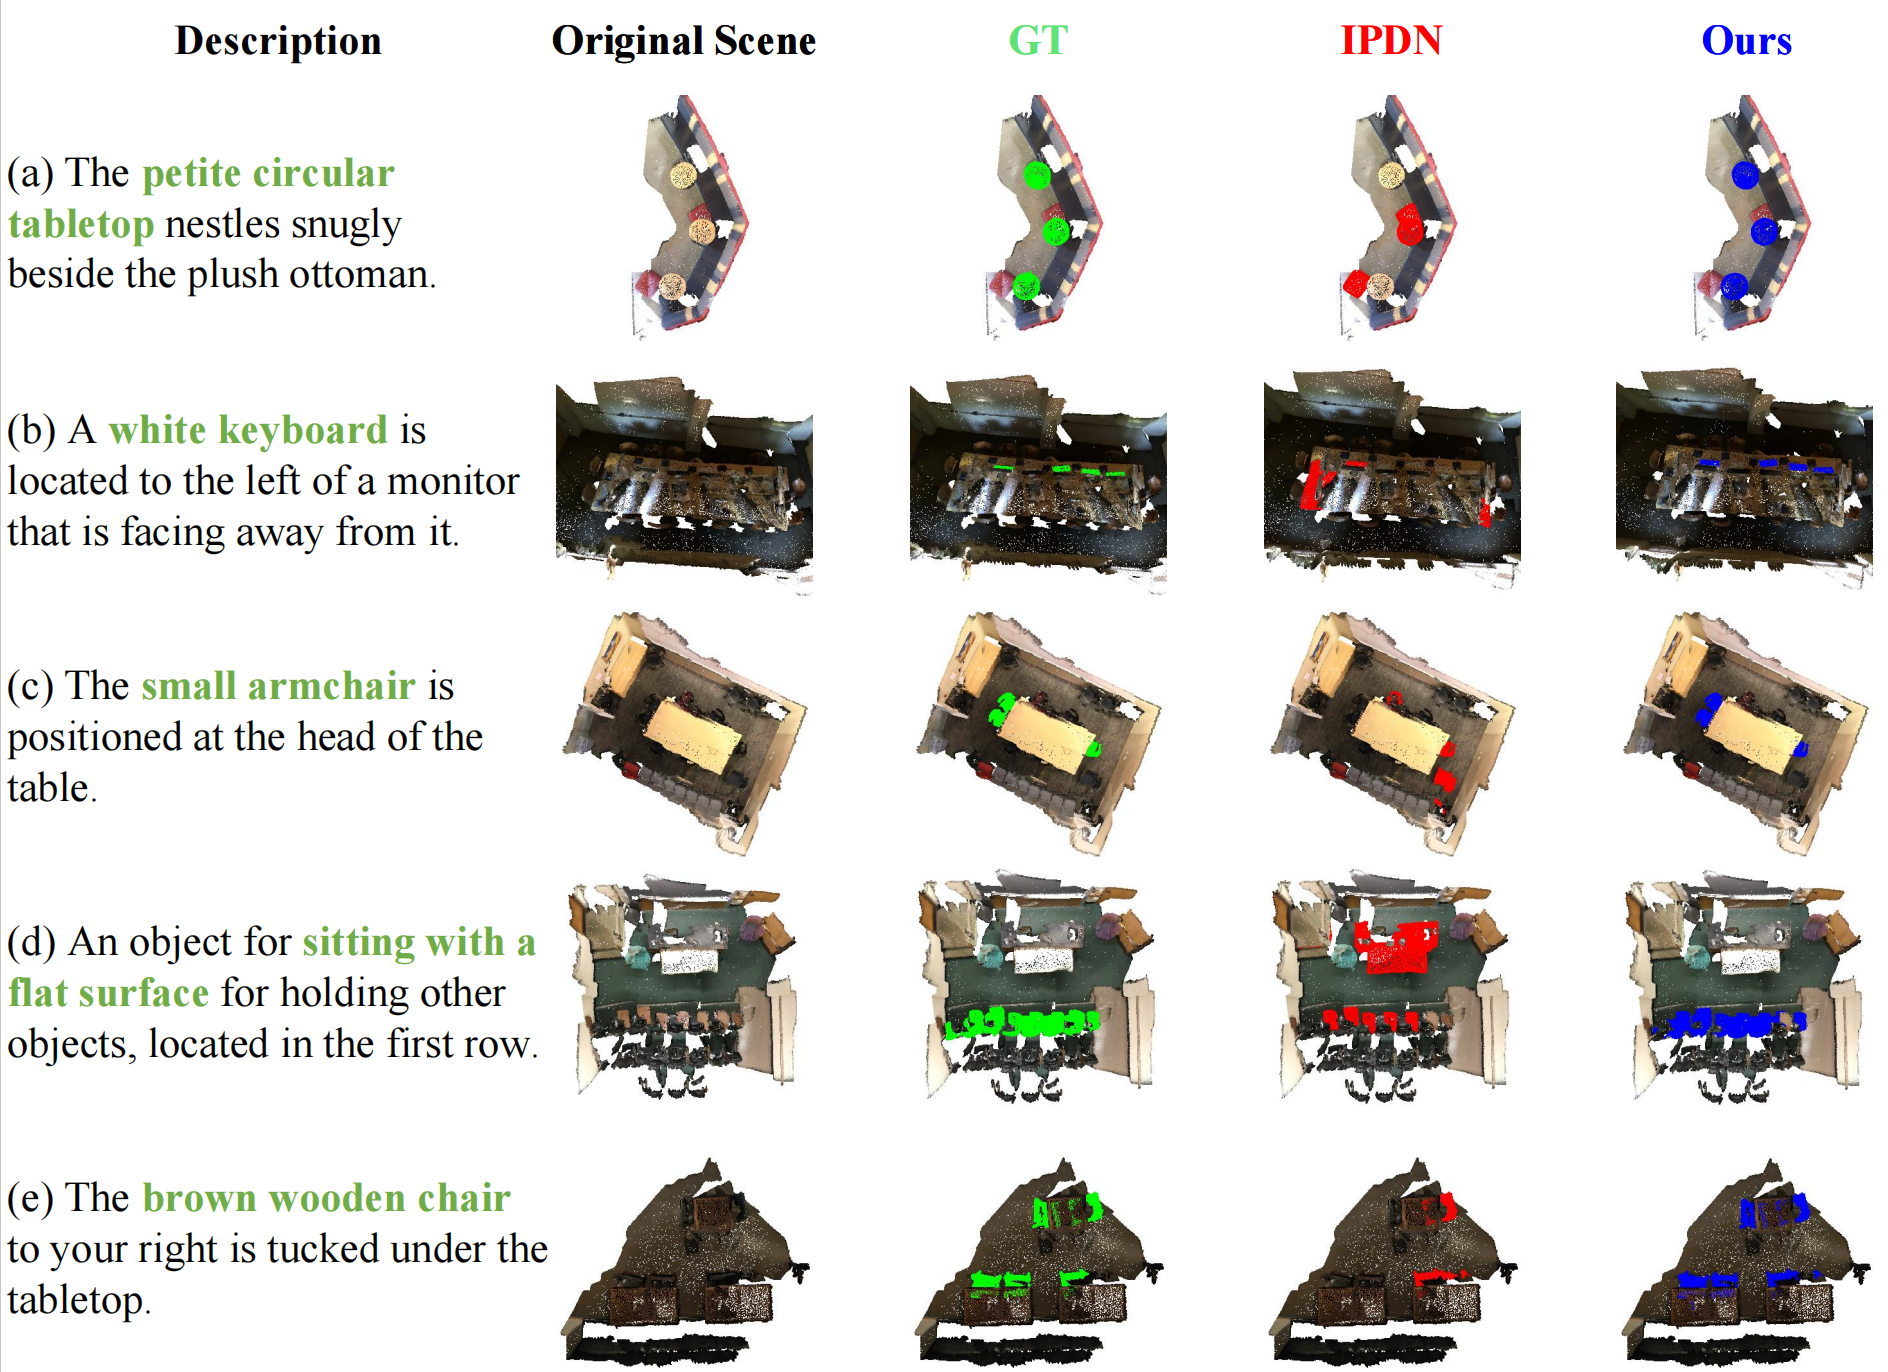 Description Original Scene GT IPDN Ours
(a) The petite circular
tabletop nestles snugly
beside the plush ottoman.
(b) A white keyboard is
located to the left of a monitor
that is facing away from it.
(c) The small armchair is
positioned at the head of the
table.
(d) An object for sitting with a
flat surface for holding other
objects, located in the first row.
(e) The brown wooden chair
to your right is tucked under the
tabletop.